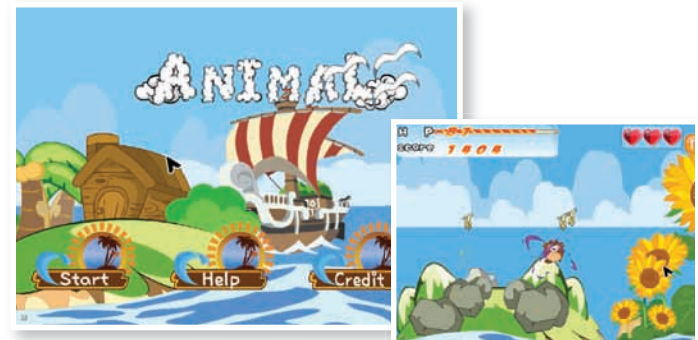 ANIMAL
Start
Help
Credit
H P
score 1404